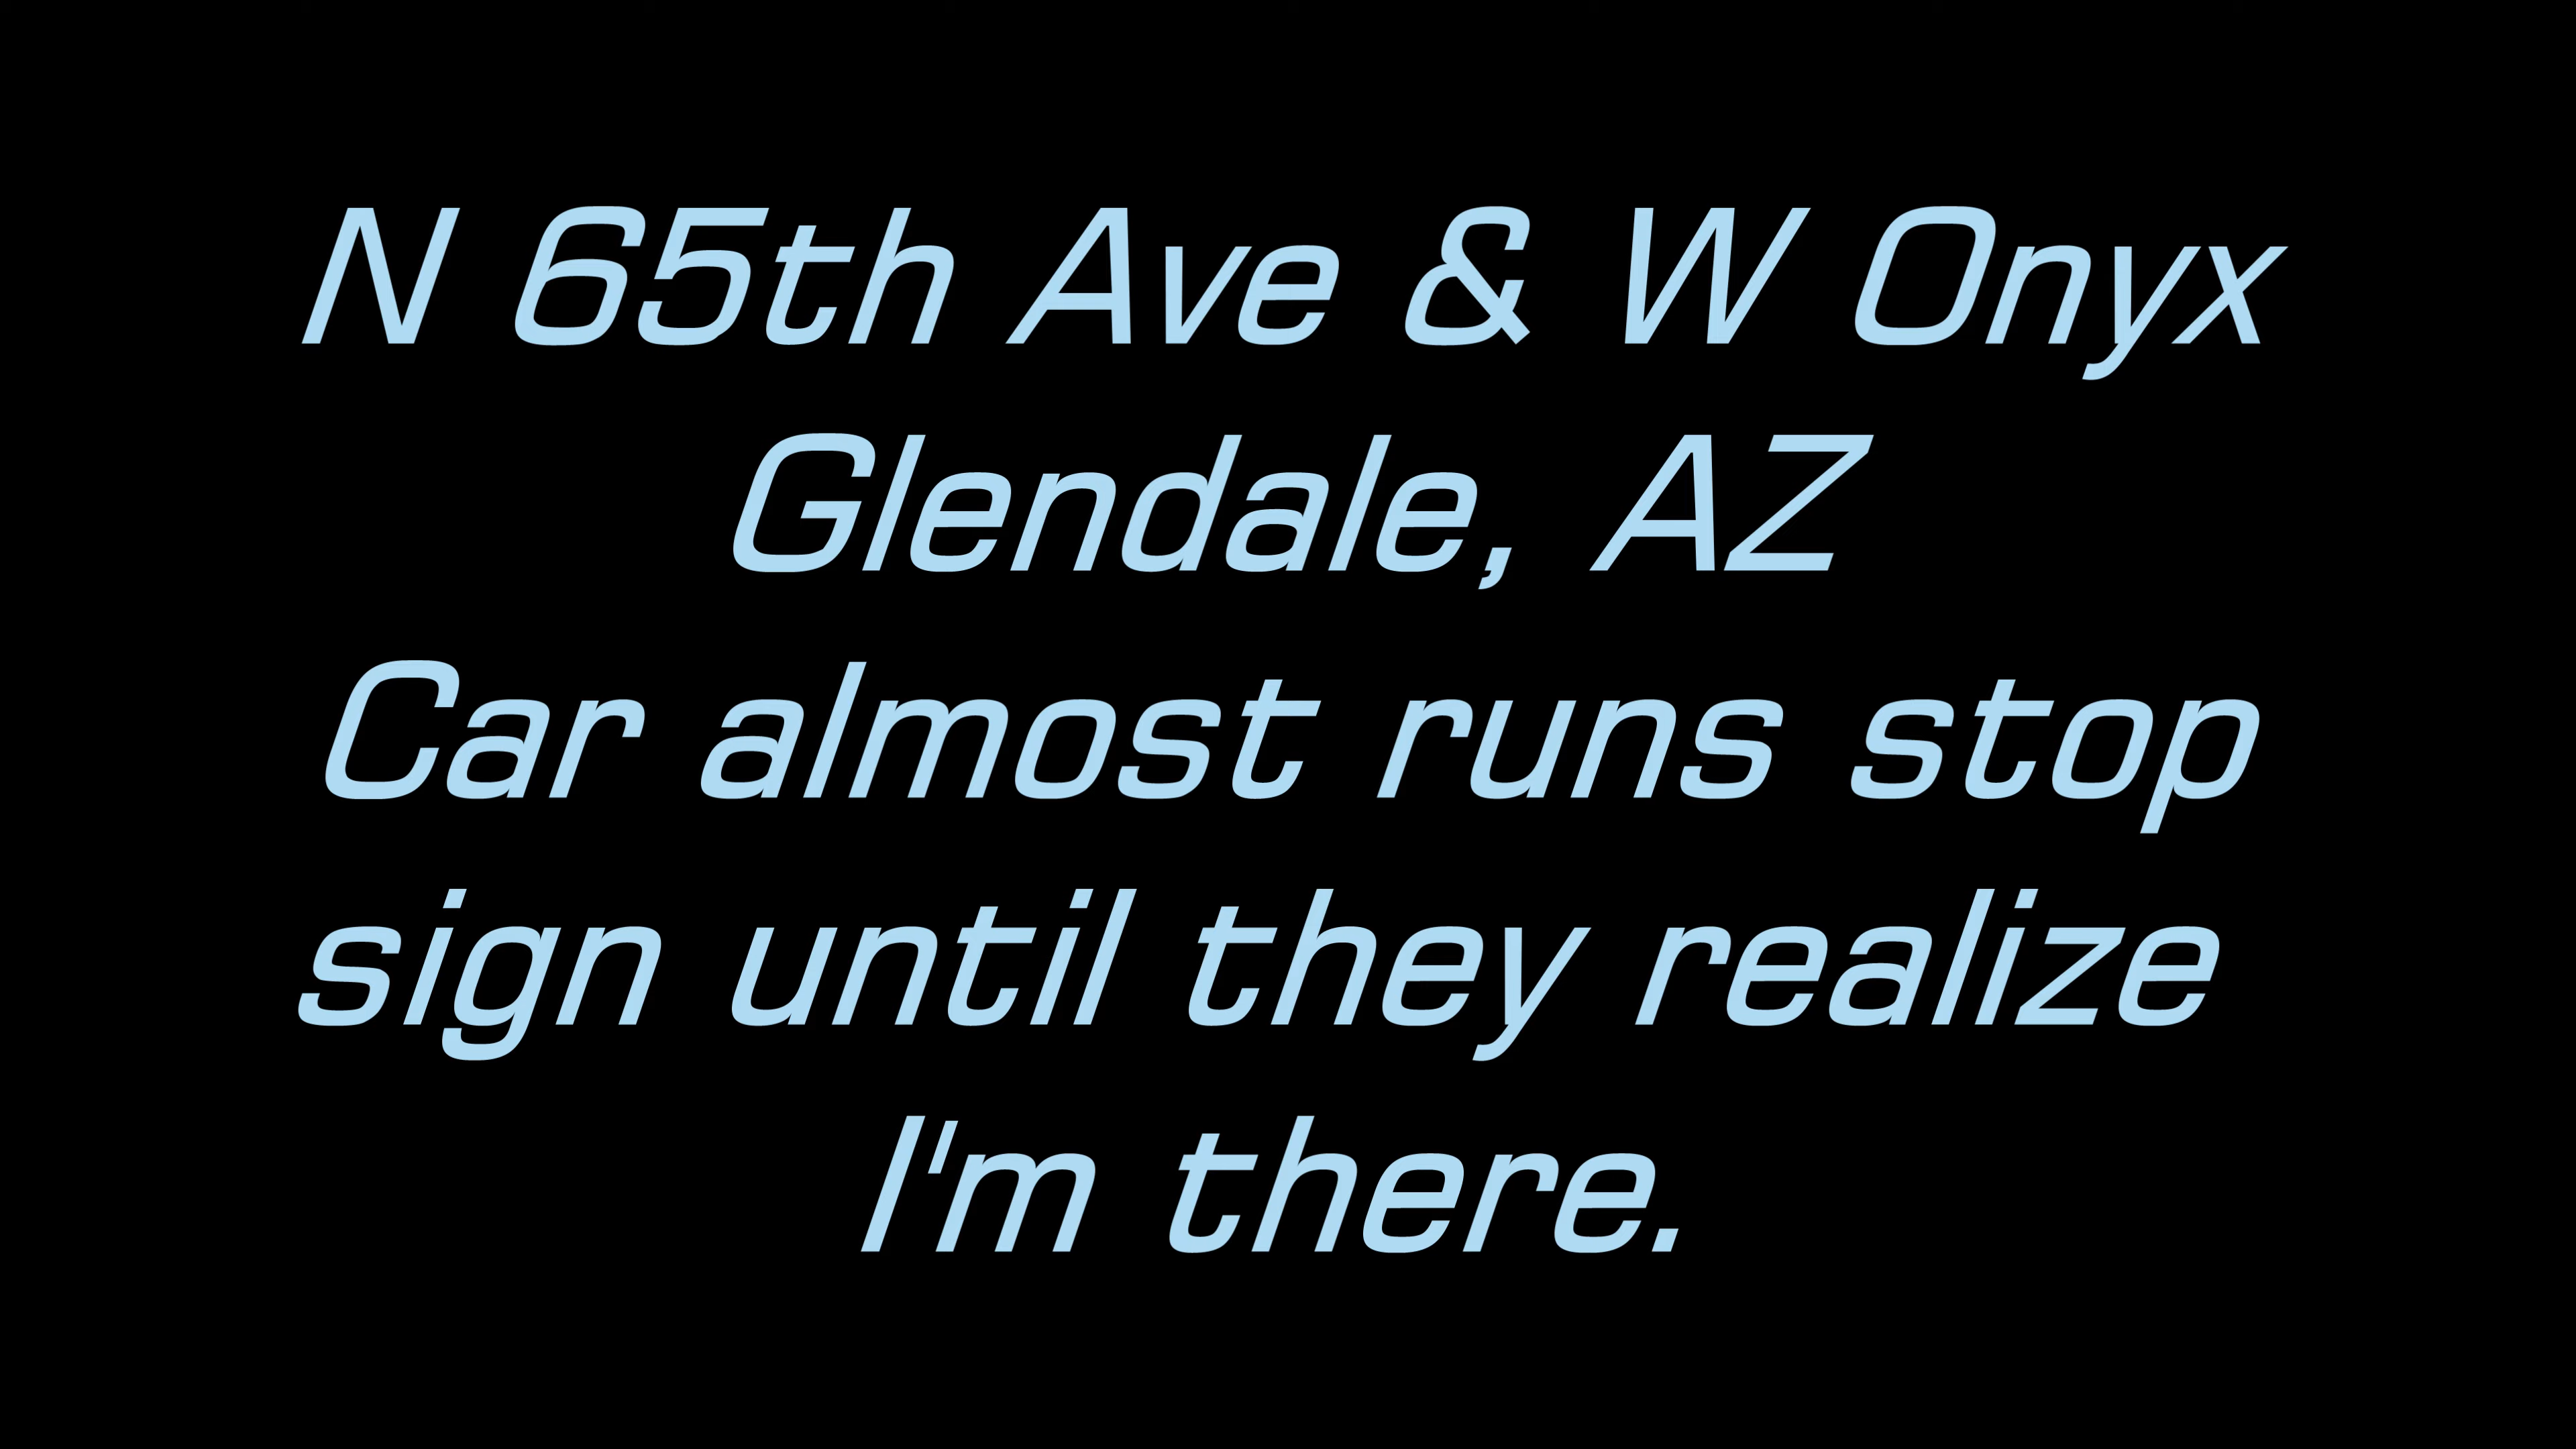 N 65th Ave & W Onyx
Glendale, AZ
Car almost runs stop
sign until they realize
I'm there.